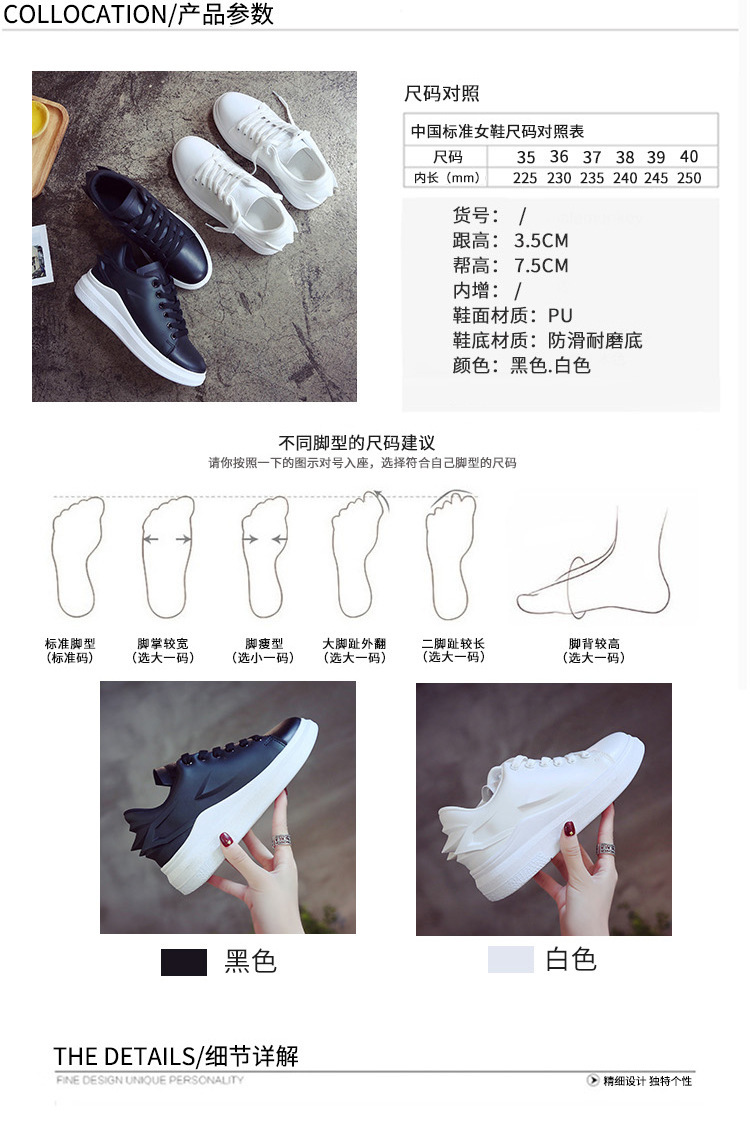 COLLOCATION/产品参数
尺码对照
中国标准女鞋尺码对照表
尺码 35 36 37 38 39 40
内长（mm） 225 230 235 240 245 250
货号： /
跟高： 3.5CM
帮高： 7.5CM
内增： /
鞋面材质：PU
鞋底材质：防滑耐磨底
颜色：黑色.白色
不同脚型的尺码建议
请你按照一下的图示对号入座，选择符合自己脚型的尺码
标准脚型 脚掌较宽 脚瘦型 大脚趾外翻 二脚趾较长 脚背较高
（标准码） （选大一码） （选小一码） （选大一码） （选大一码） （选大一码）
黑色 白色
THE DETAILS/细节详解
FINE DESIGN UNIQUE PERSONALITY 精细设计 独特个性